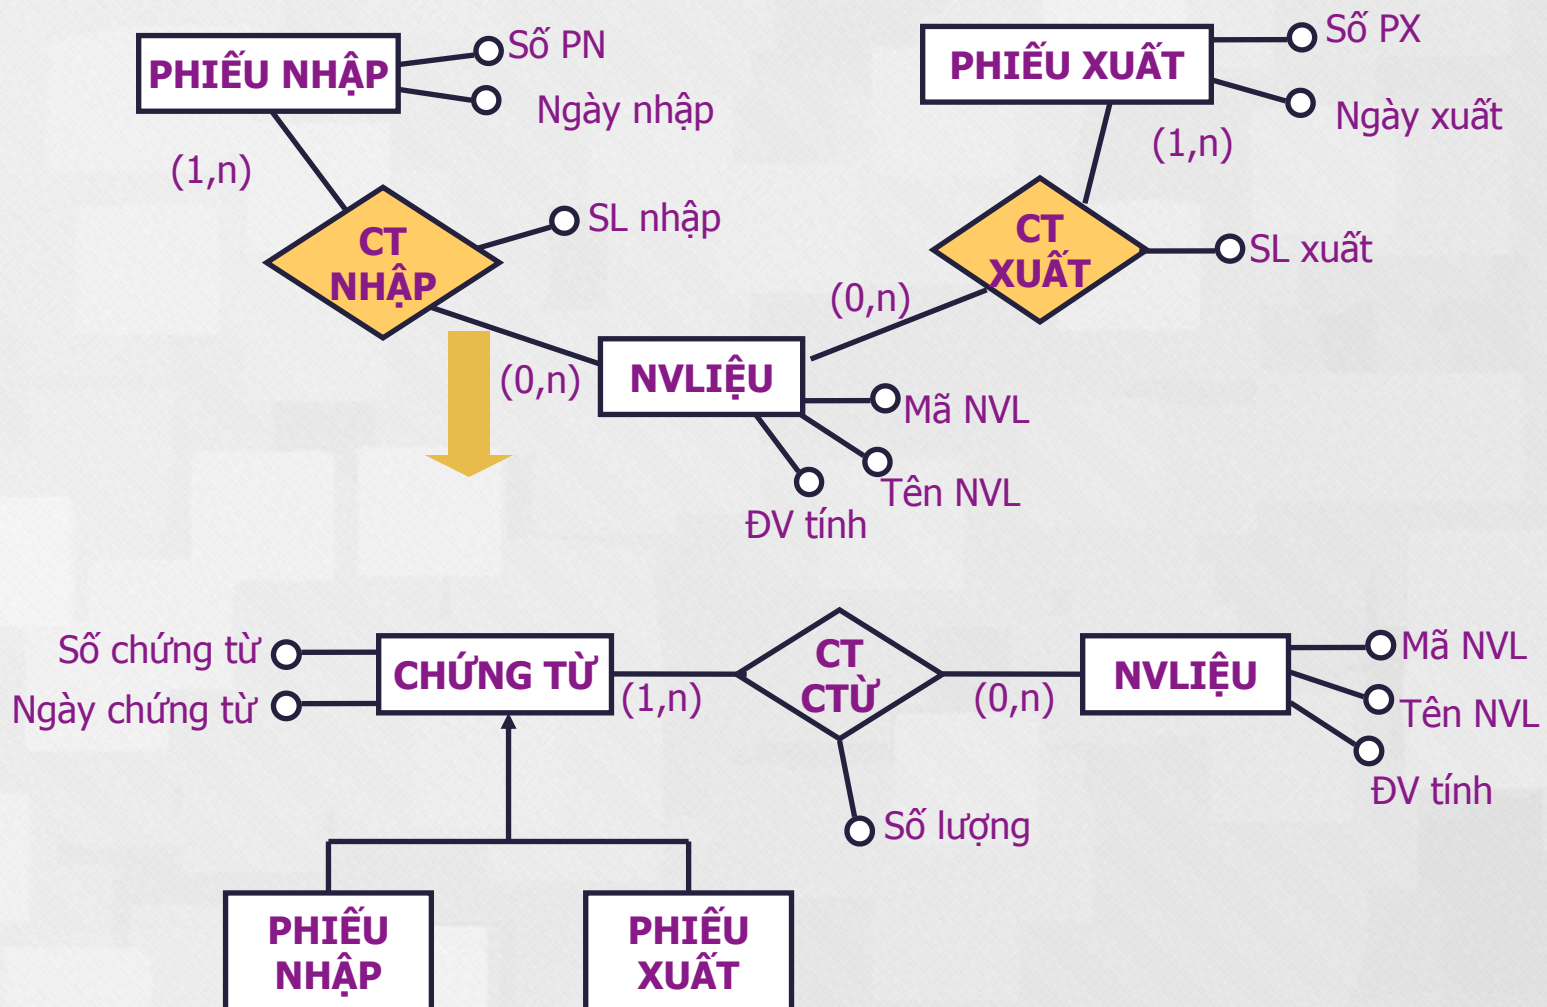 PHIẾU NHẬP
Số PN
Ngày nhập
PHIẾU XUẤT
Số PX
Ngày xuất
(1,n)
(1,n)
CT
NHẬP
SL nhập
CT
XUẤT
SL xuất
(0,n)
(0,n)
NVLIỆU
Mã NVL
Tên NVL
ĐV tính
Số chứng từ
Ngày chứng từ
CHỨNG TỪ
(1,n)
CT
CTỪ
(0,n)
NVLIỆU
Mã NVL
Tên NVL
ĐV tính
Số lượng
PHIẾU
NHẬP
PHIẾU
XUẤT